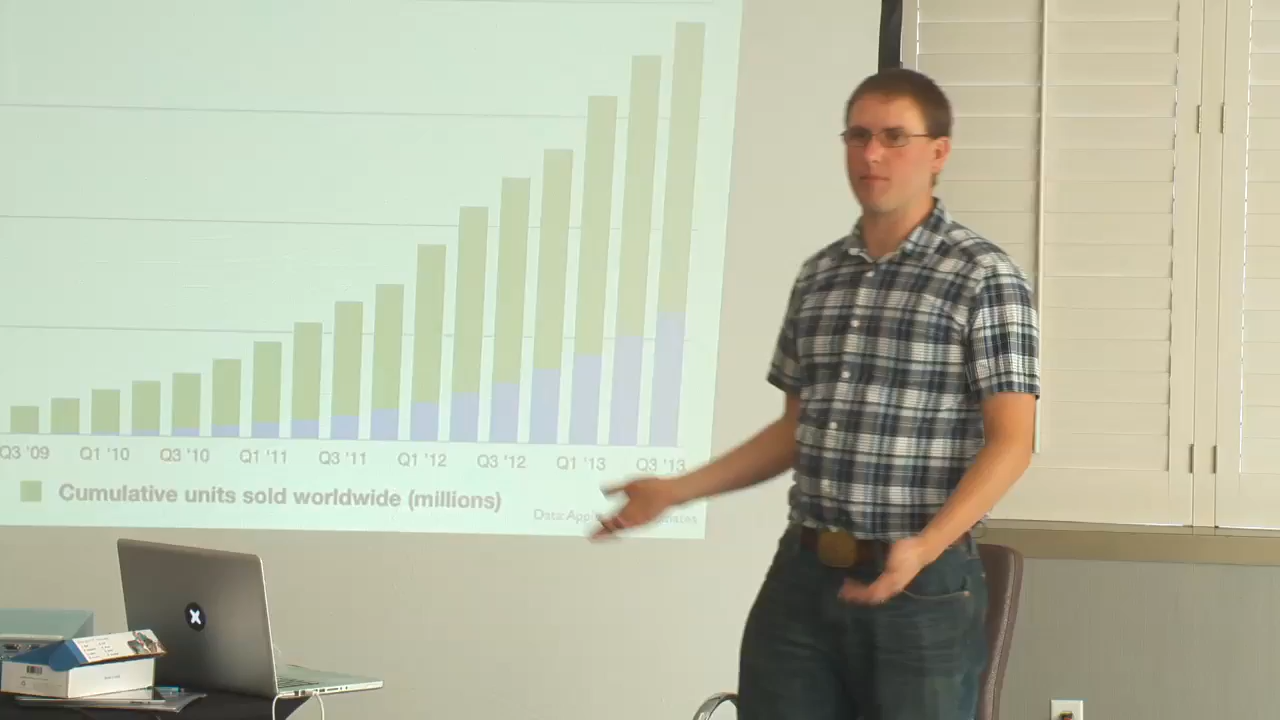 Q3 '09 Q1 '10 Q3 '10 Q1 '11 Q3 '11 Q1 '12 Q3 '12 Q1 '13 Q3 '13
Cumulative units sold worldwide (millions)
Data: